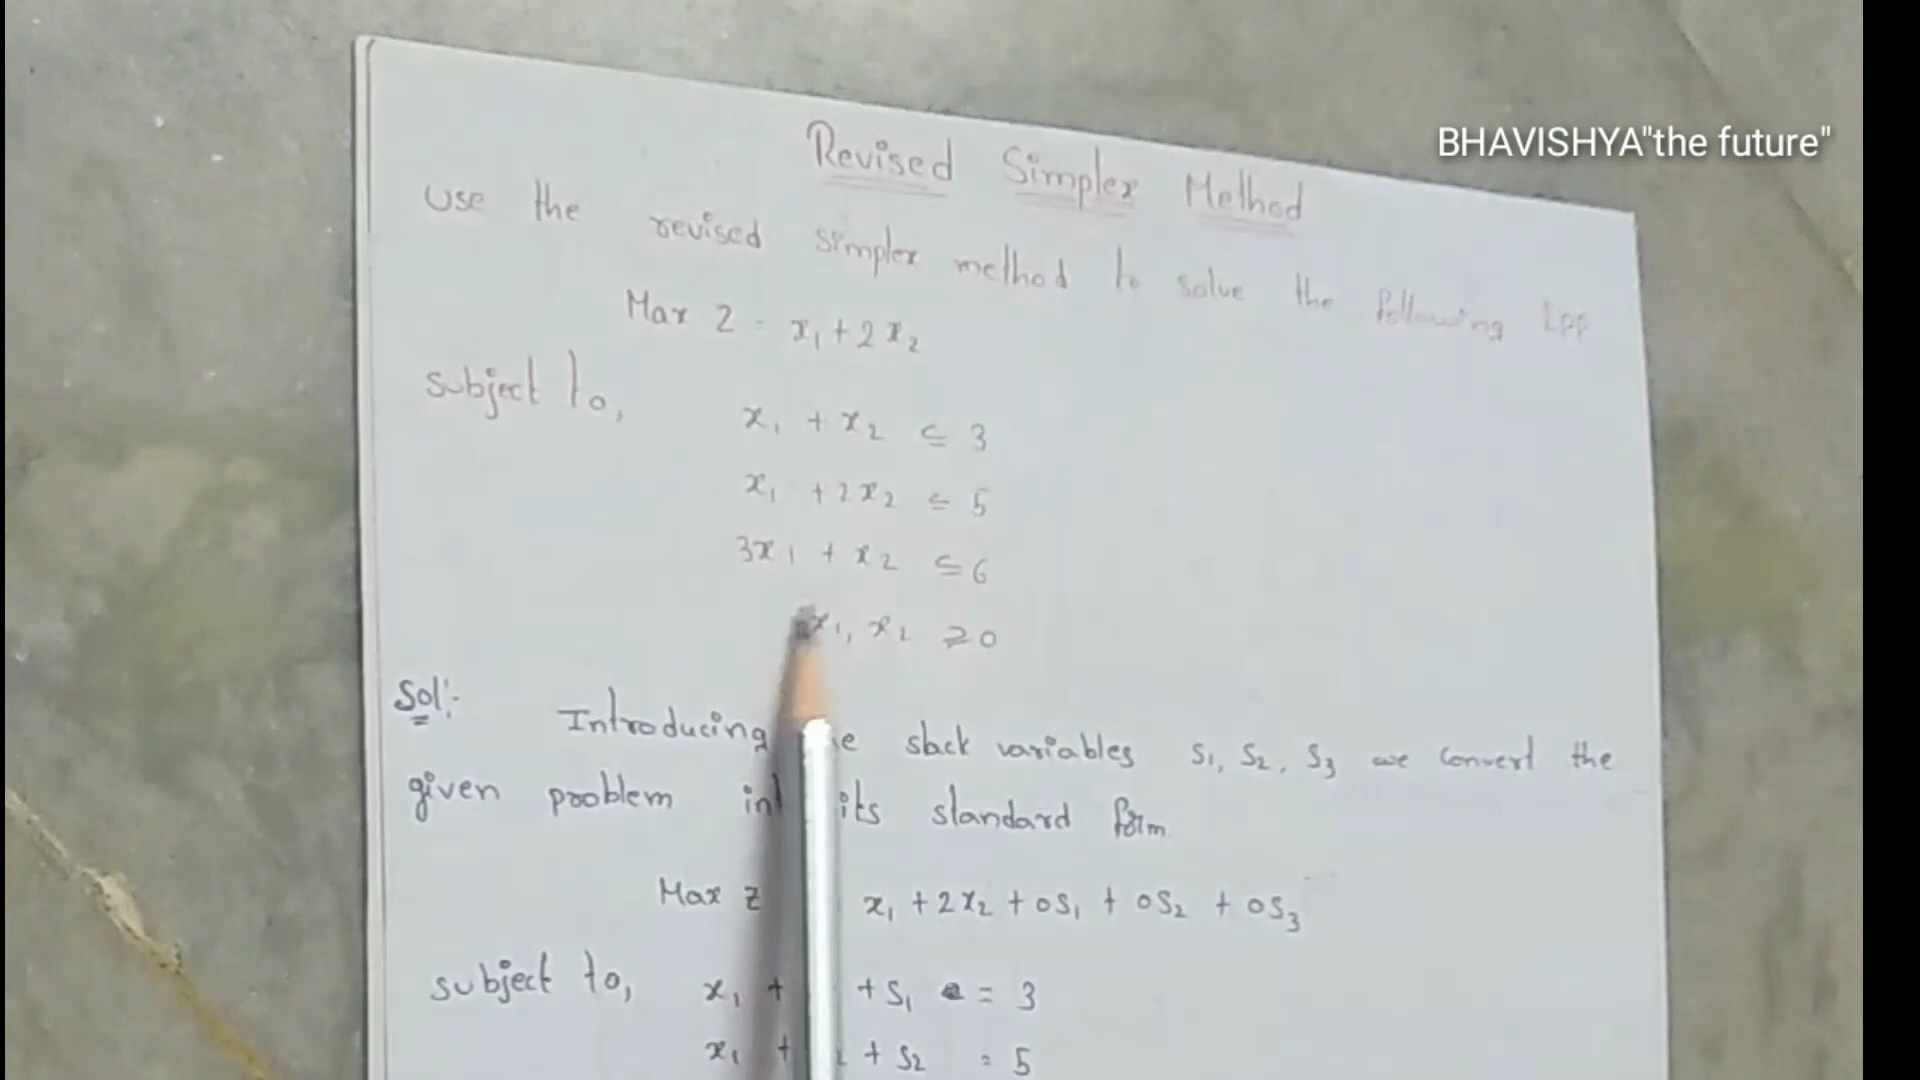 BHAVISHYA"the future"
Revised Simplex Method
Use the revised simplex method to solve the following Lpp
Max Z = x₁ + 2x₂
subject to,
x₁ + x₂ ≤ 3
x₁ + 2x₂ ≤ 5
3x₁ + x₂ ≤ 6
x₁, x₂ ≥ 0
Sol:-
Introducing slack variables S₁, S₂, S₃ we convert the
given problem its standard form
Max Z x₁ + 2x₂ + 0S₁ + 0S₂ + 0S₃
subject to, x₁ + + S₁ = 3
x₁ + + S₂ = 5